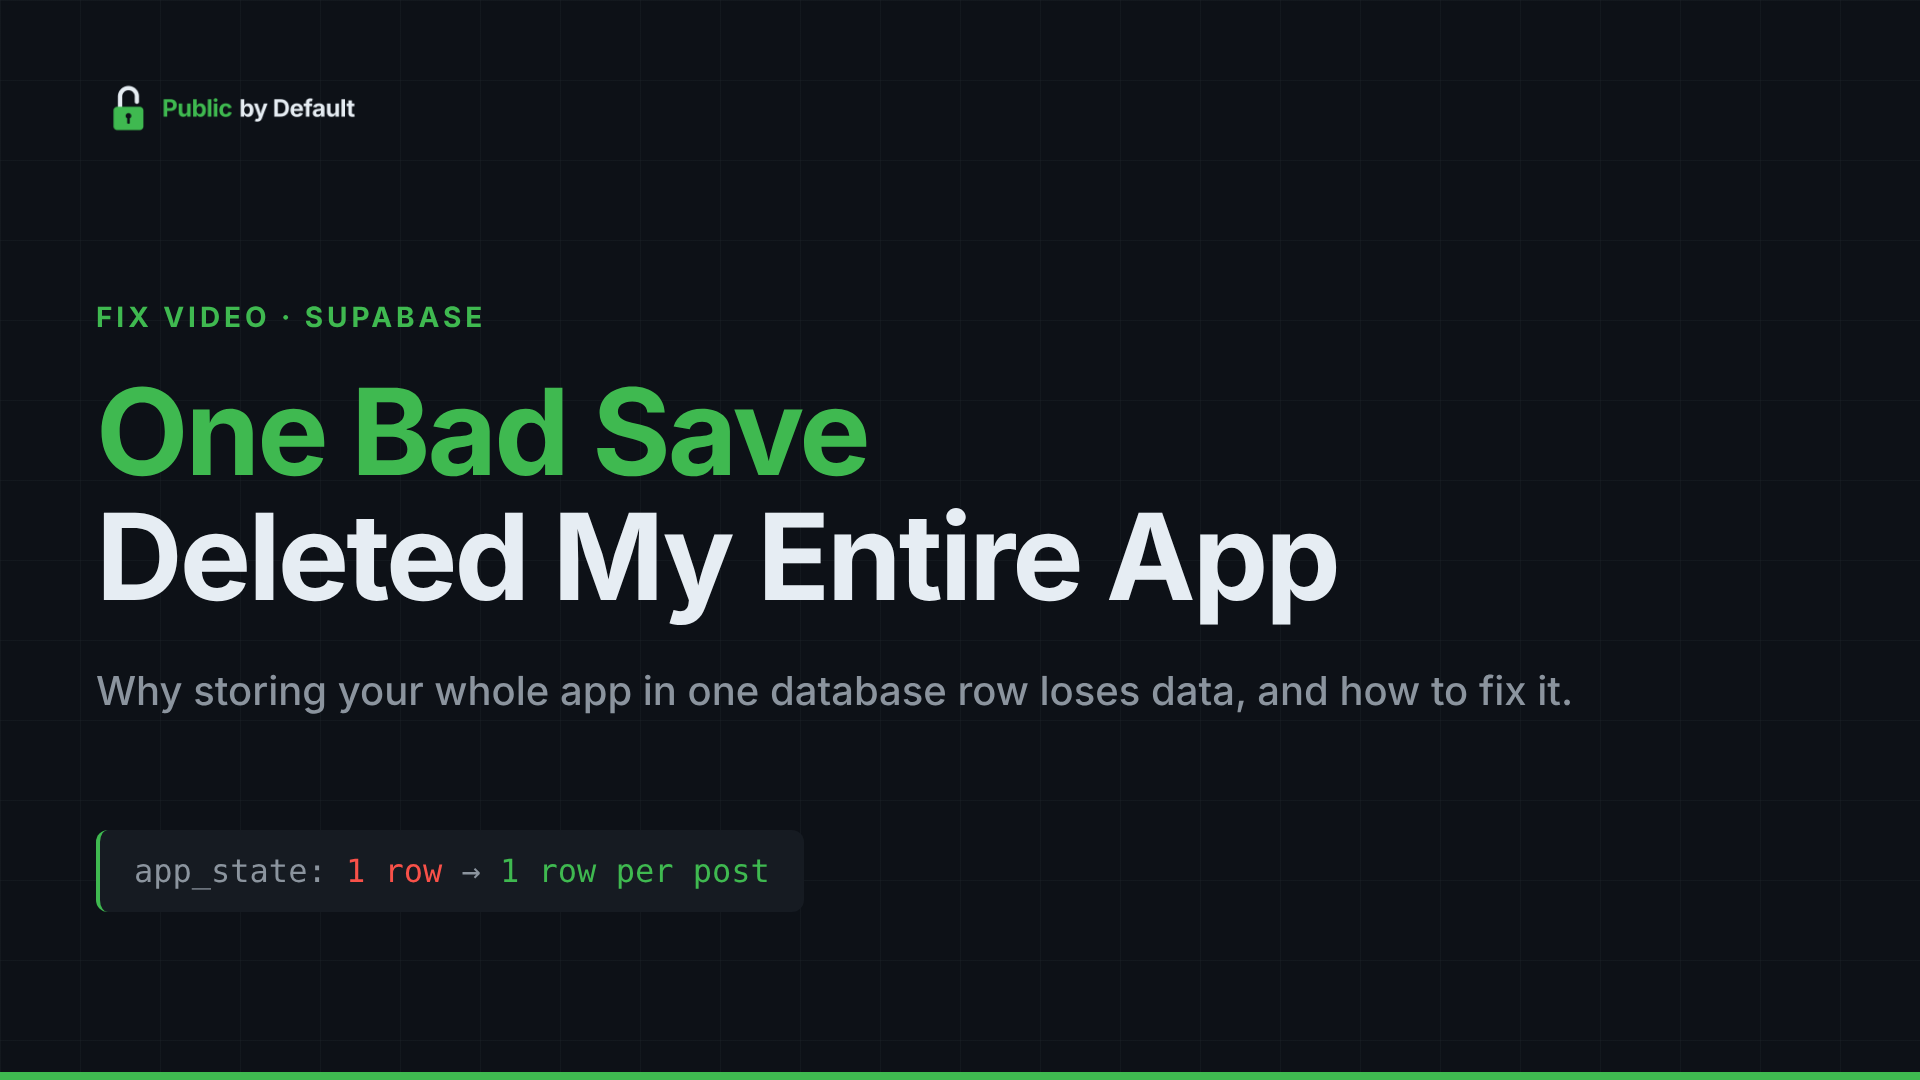 Public by Default
FIX VIDEO · SUPABASE
One Bad Save
Deleted My Entire App
Why storing your whole app in one database row loses data, and how to fix it.
app_state: 1 row → 1 row per post